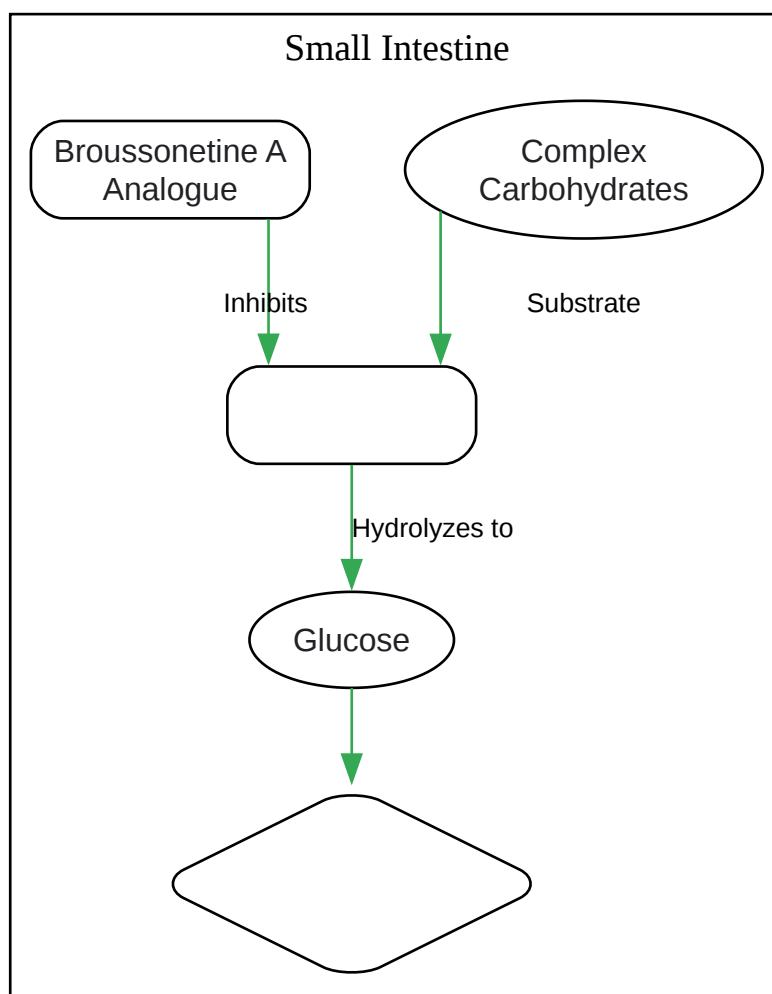 Small Intestine
Broussonetine A
Analogue
Complex
Carbohydrates
Inhibits
Substrate
Hydrolyzes to
Glucose